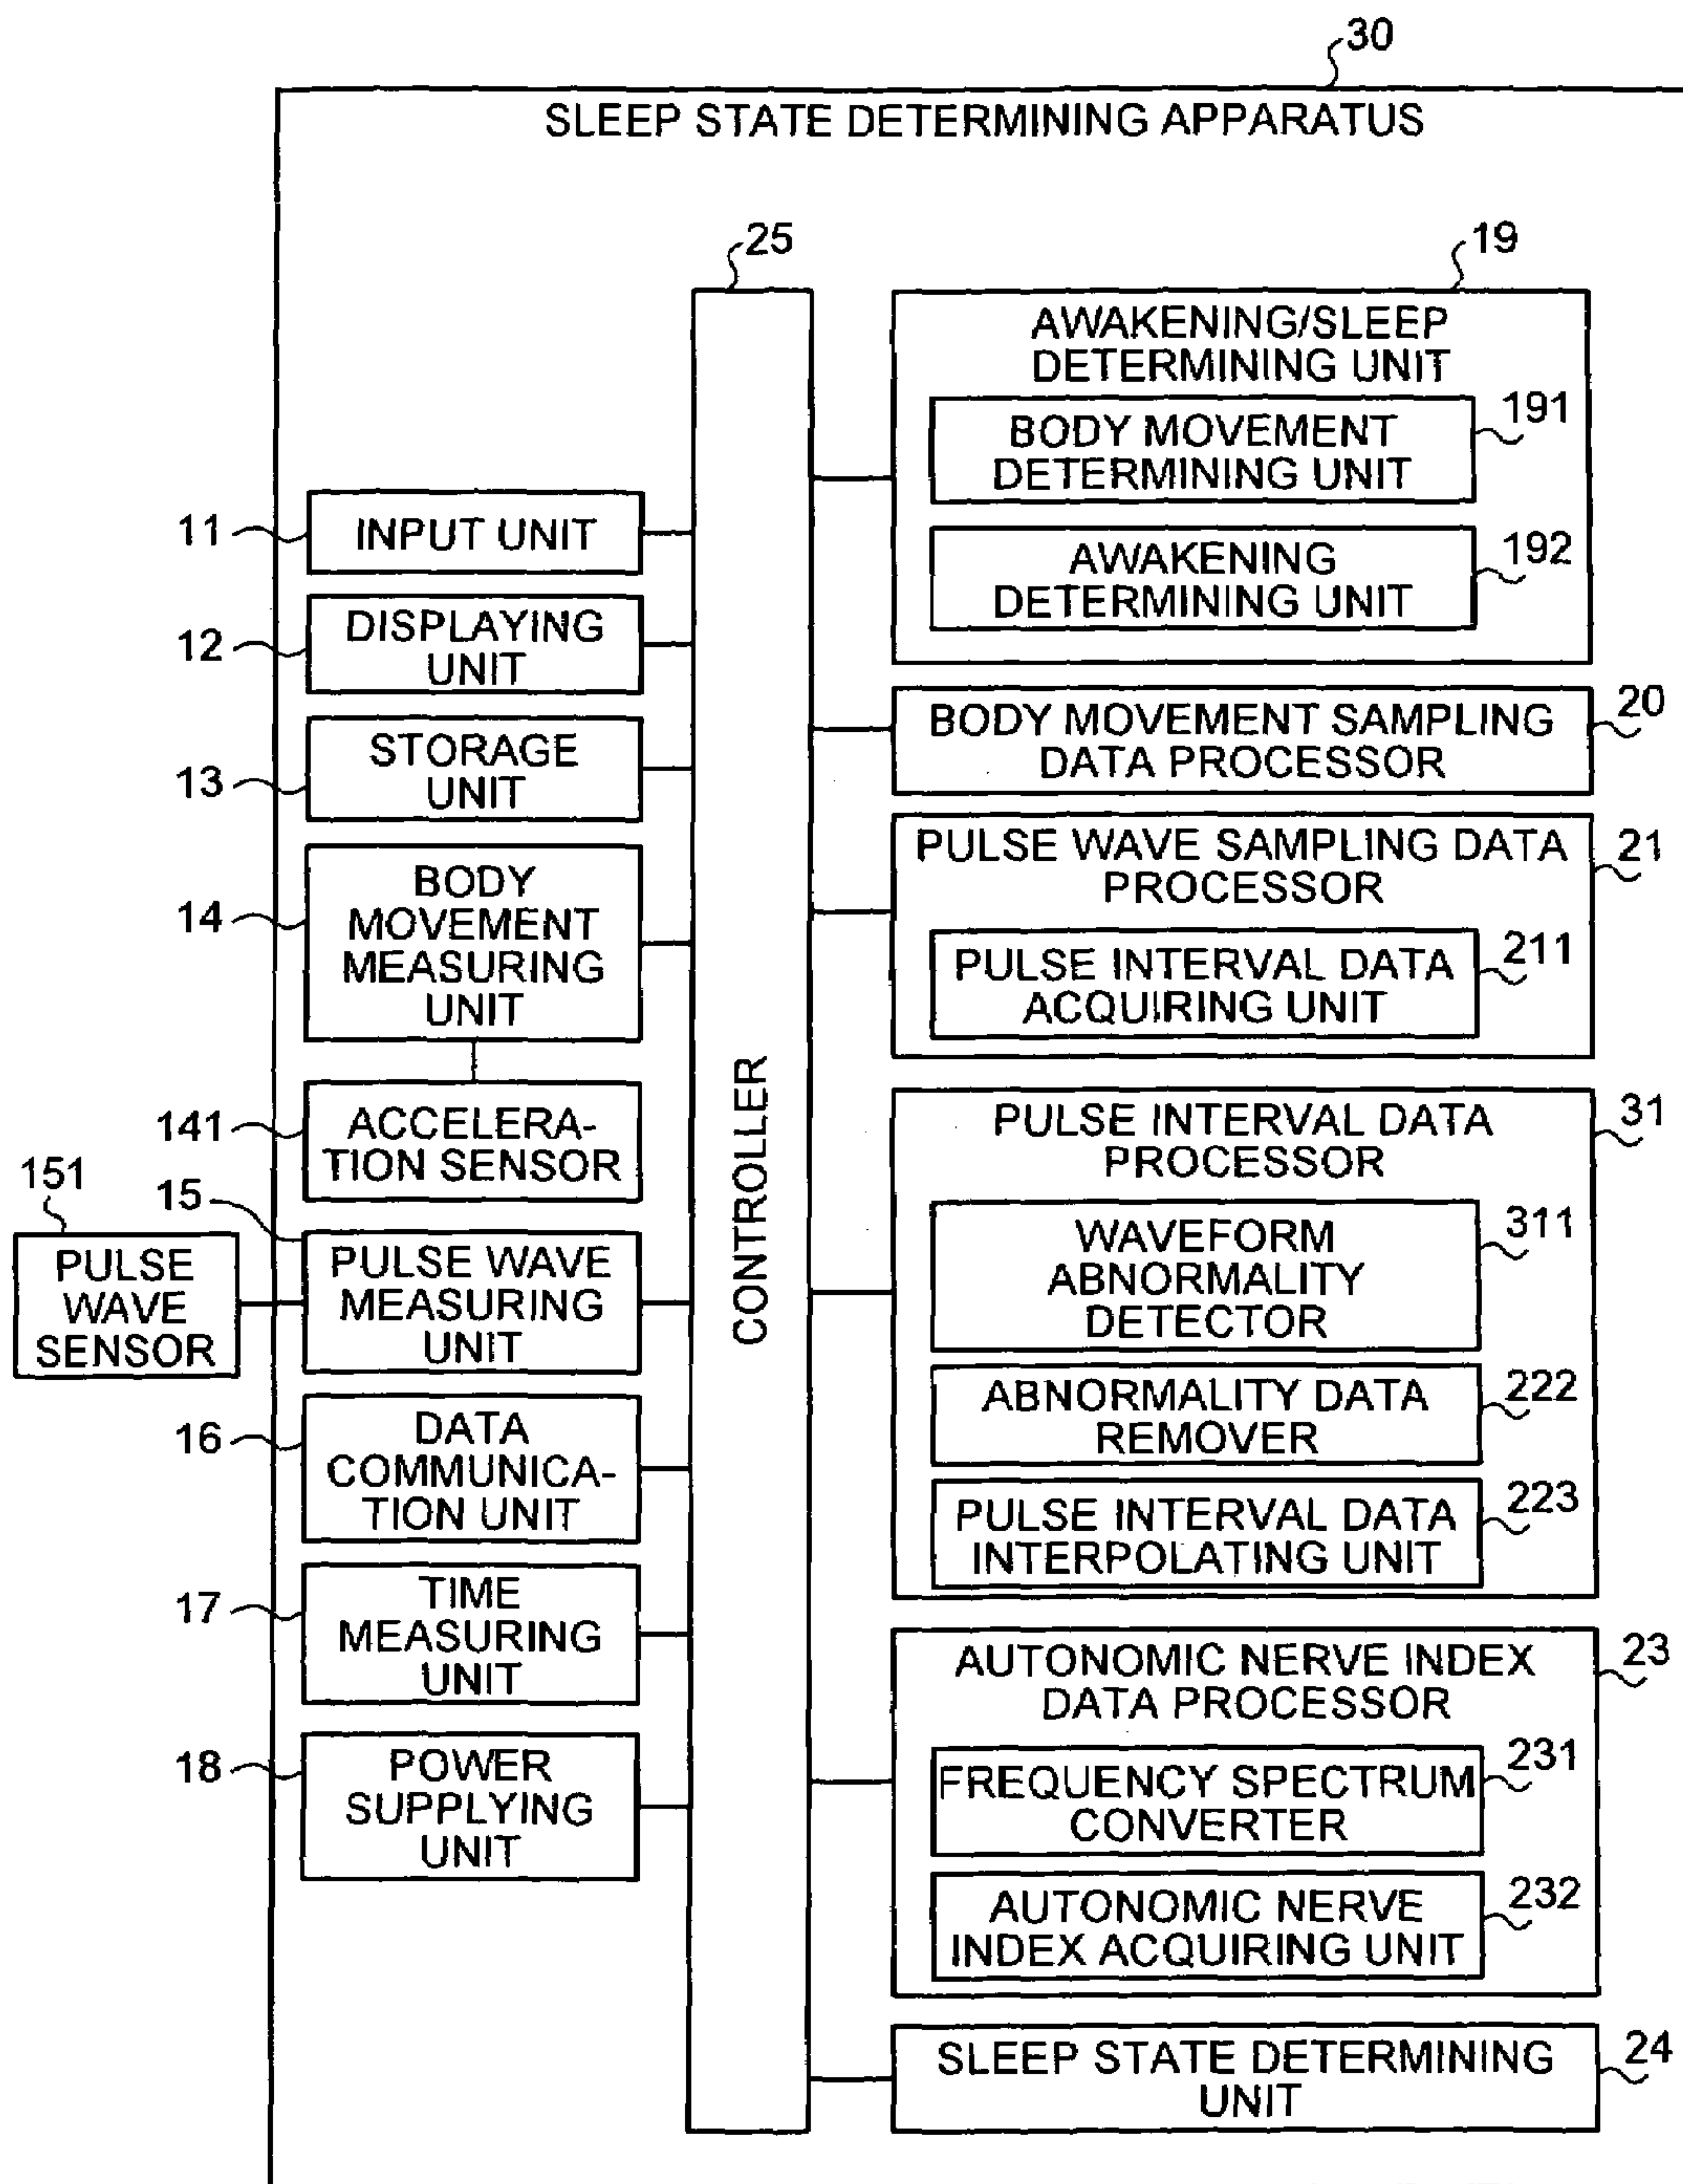 30
SLEEP STATE DETERMINING APPARATUS
25
19
AWAKENING/SLEEP
DETERMINING UNIT
BODY MOVEMENT
DETERMINING UNIT
191
AWAKENING
DETERMINING UNIT
192
11
INPUT UNIT
12
DISPLAYING
UNIT
13
STORAGE
UNIT
14
BODY
MOVEMENT
MEASURING
UNIT
141
ACCELERA-
TION SENSOR
151
PULSE
WAVE
SENSOR
15
PULSE WAVE
MEASURING
UNIT
16
DATA
COMMUNICA-
TION UNIT
17
TIME
MEASURING
UNIT
18
POWER
SUPPLYING
UNIT
CONTROLLER
BODY MOVEMENT SAMPLING
DATA PROCESSOR
20
PULSE WAVE SAMPLING DATA
PROCESSOR
21
PULSE INTERVAL DATA
ACQUIRING UNIT
211
PULSE INTERVAL DATA
PROCESSOR
31
WAVEFORM
ABNORMALITY
DETECTOR
311
ABNORMALITY DATA
REMOVER
222
PULSE INTERVAL DATA
INTERPOLATING UNIT
223
AUTONOMIC NERVE INDEX
DATA PROCESSOR
23
FREQUENCY SPECTRUM
CONVERTER
231
AUTONOMIC NERVE
INDEX ACQUIRING UNIT
232
SLEEP STATE DETERMINING
UNIT
24